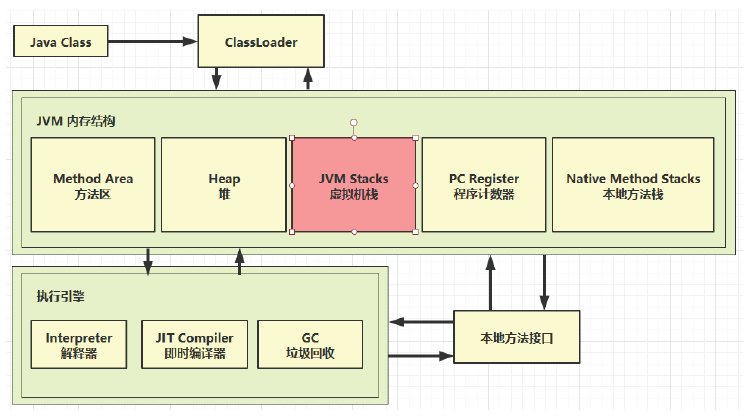 Java Class
ClassLoader
JVM 内存结构
Method Area
方法区
Heap
堆
JVM Stacks
虚拟机栈
PC Register
程序计数器
Native Method Stacks
本地方法栈
执行引擎
Interpreter
解释器
JIT Compiler
即时编译器
GC
垃圾回收
本地方法接口